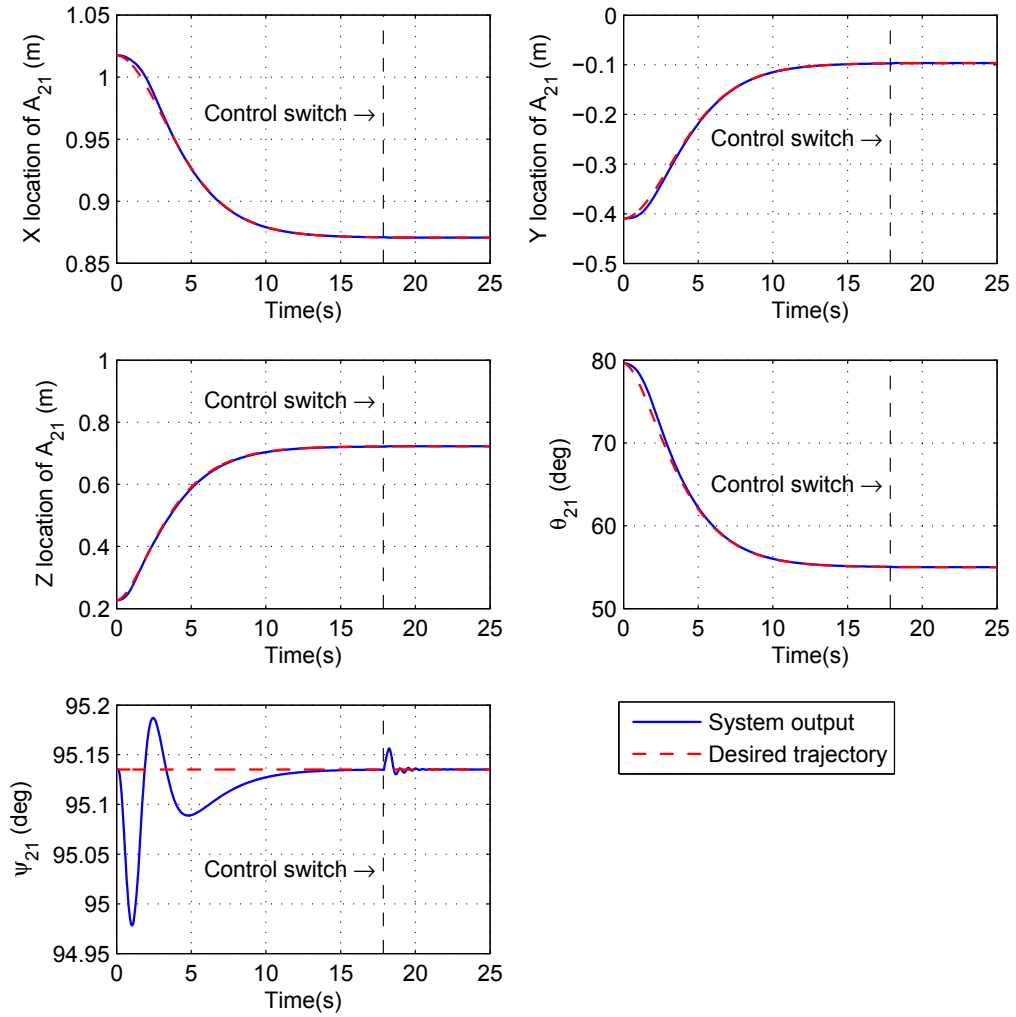 1.05
1
0.95
0.9
0.85
X location of A21 (m)
Control switch →
0 5 10 15 20 25
Time(s)
0
−0.1
−0.2
−0.3
−0.4
−0.5
Y location of A21 (m)
Control switch →
0 5 10 15 20 25
Time(s)
1
0.8
0.6
0.4
0.2
Z location of A21 (m)
Control switch →
0 5 10 15 20 25
Time(s)
80
70
60
50
θ21 (deg)
Control switch →
0 5 10 15 20 25
Time(s)
95.2
95.15
95.1
95.05
95
94.95
ψ21 (deg)
Control switch →
0 5 10 15 20 25
Time(s)
System output
Desired trajectory